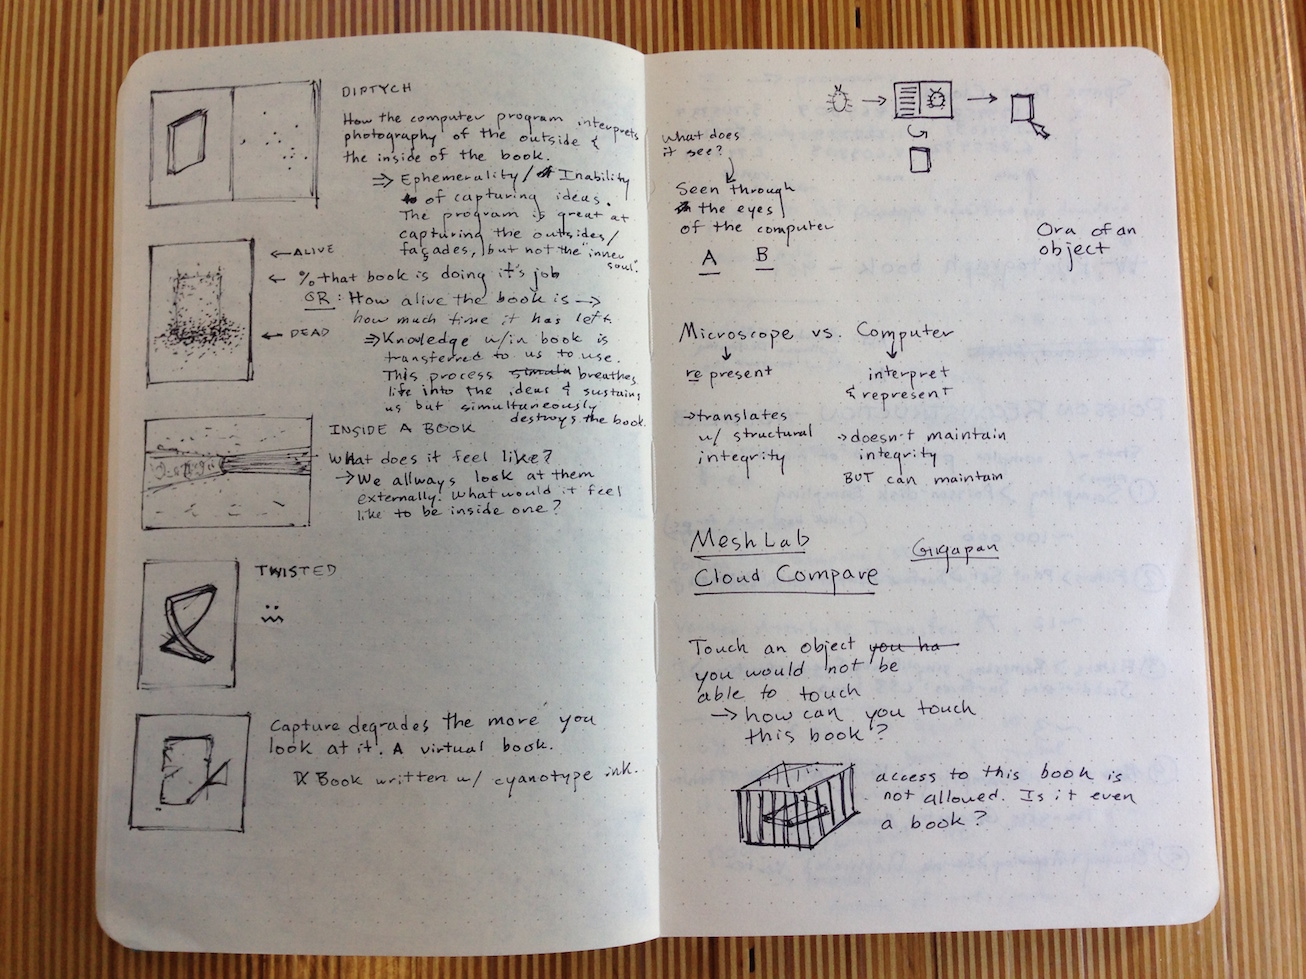 DIPTYCH
How the computer program interprets
photography of the outside &
the inside of the book.
⇒ Ephemerality/ Inability
of capturing ideas.
The program is great at
capturing the outsides/
façades, but not the "inner
soul."
← ALIVE
← % that book is doing it's job
OR: How alive the book is →
how much time it has left.
← DEAD
⇒ Knowledge w/in book is
transferred to us to use.
This process simula breathes
life into the ideas & sustains
us but simultaneously
destroys the book.
INSIDE A BOOK
What does it feel like?
→ We allways look at them
externally. What would it feel
like to be inside one?
TWISTED
Capture degrades the more you
look at it. A virtual book.
Book written w/ cyanotype ink.
What does
it see?
Seen through
the eyes
of the computer
A B
Ora of an
object
Microscope vs. Computer
represent
interpret
& represent
→ translates
w/ structural
integrity
→ doesn't maintain
integrity
BUT can maintain
MeshLab
Gigapan
Cloud Compare
Touch an object you ha
you would not be
able to touch
→ how can you touch
this book?
access to this book is
not allowed. Is it even
a book?